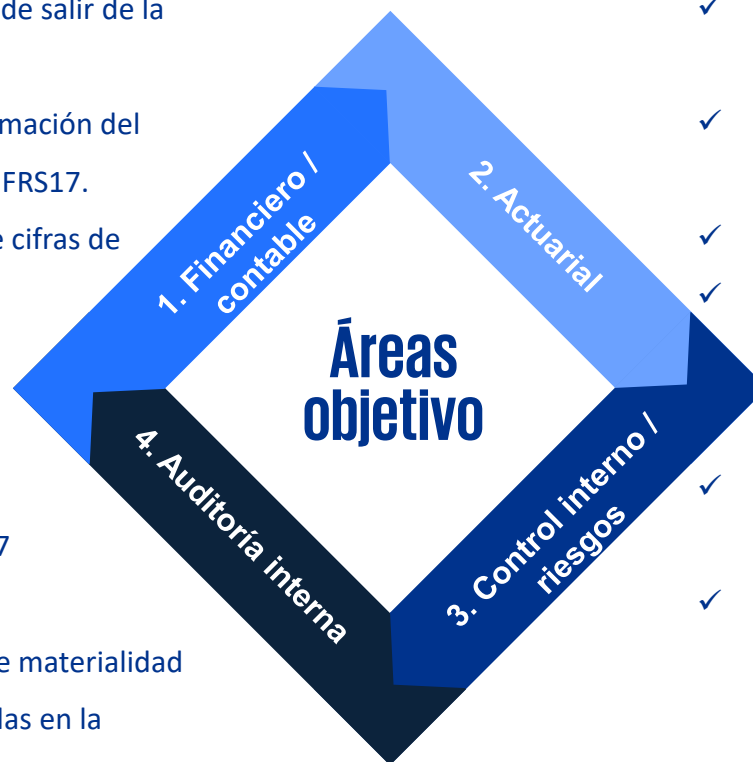 de salir de la
mación del
FRS17.
e cifras de
7
e materialidad
das en la
1. Financiero /
contable
2. Actuarial
Áreas
objetivo
3. Control interno /
riesgos
4. Auditoría interna
✓
✓
✓
✓
✓
✓